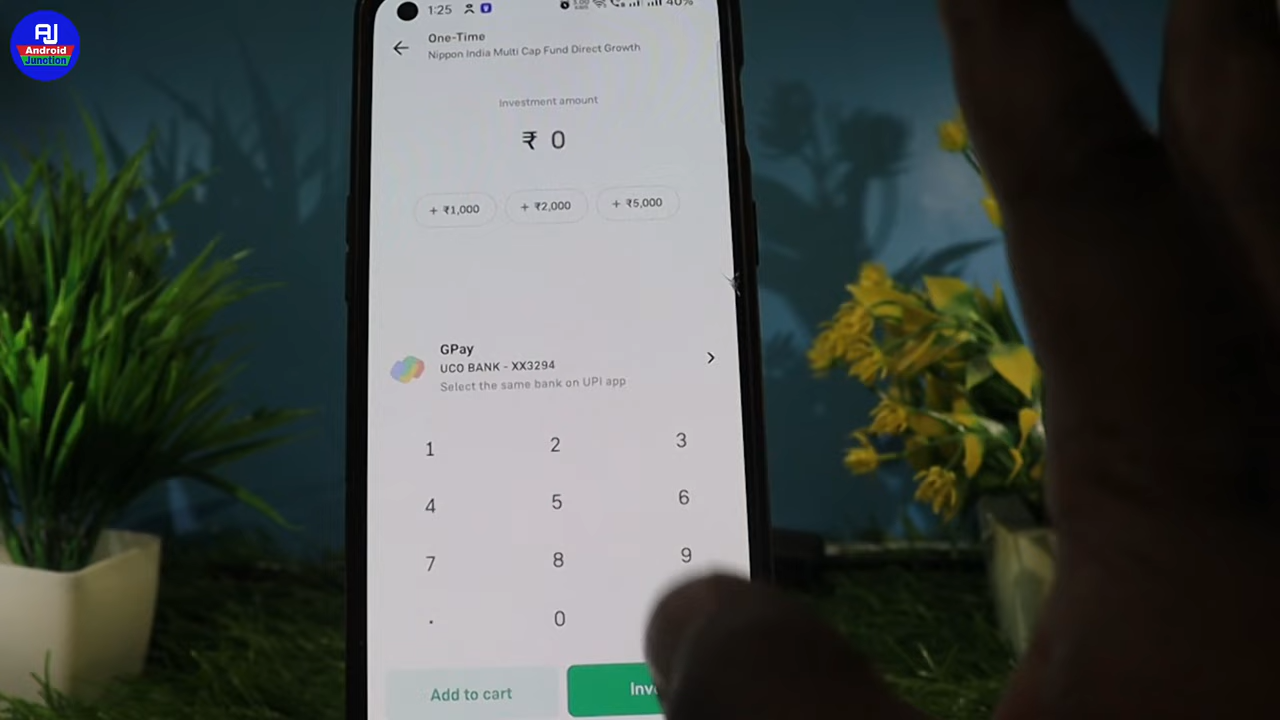 AJ
Android
Junotion
1:25
40%
One-Time
Nippon India Multi Cap Fund Direct Growth
Investment amount
₹ 0
+ ₹1,000 + ₹2,000 + ₹5,000
GPay
UCO BANK - XX3294
Select the same bank on UPI app
1 2 3
4 5 6
7 8 9
. 0
Add to cart